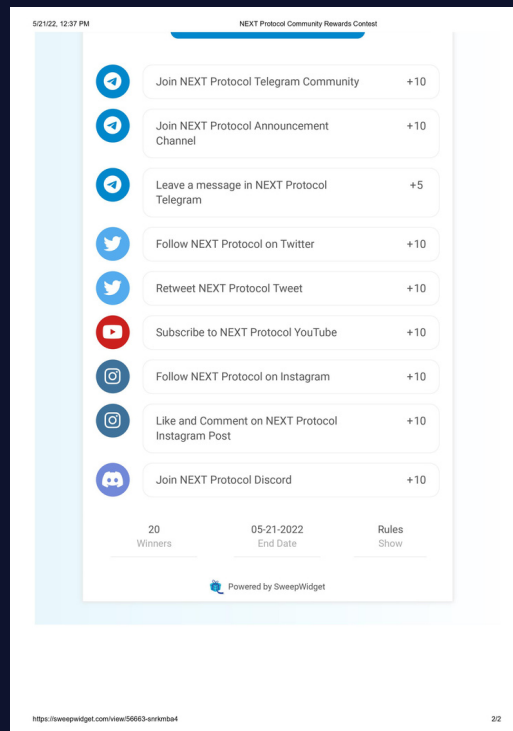 5/21/22, 12:37 PM
NEXT Protocol Community Rewards Contest
Join NEXT Protocol Telegram Community
+10
Join NEXT Protocol Announcement
Channel
+10
Leave a message in NEXT Protocol
Telegram
+5
Follow NEXT Protocol on Twitter
+10
Retweet NEXT Protocol Tweet
+10
Subscribe to NEXT Protocol YouTube
+10
Follow NEXT Protocol on Instagram
+10
Like and Comment on NEXT Protocol
Instagram Post
+10
Join NEXT Protocol Discord
+10
20
Winners
05-21-2022
End Date
Rules
Show
Powered by SweepWidget
https://sweepwidget.com/view/56663-snrkmba4
2/2